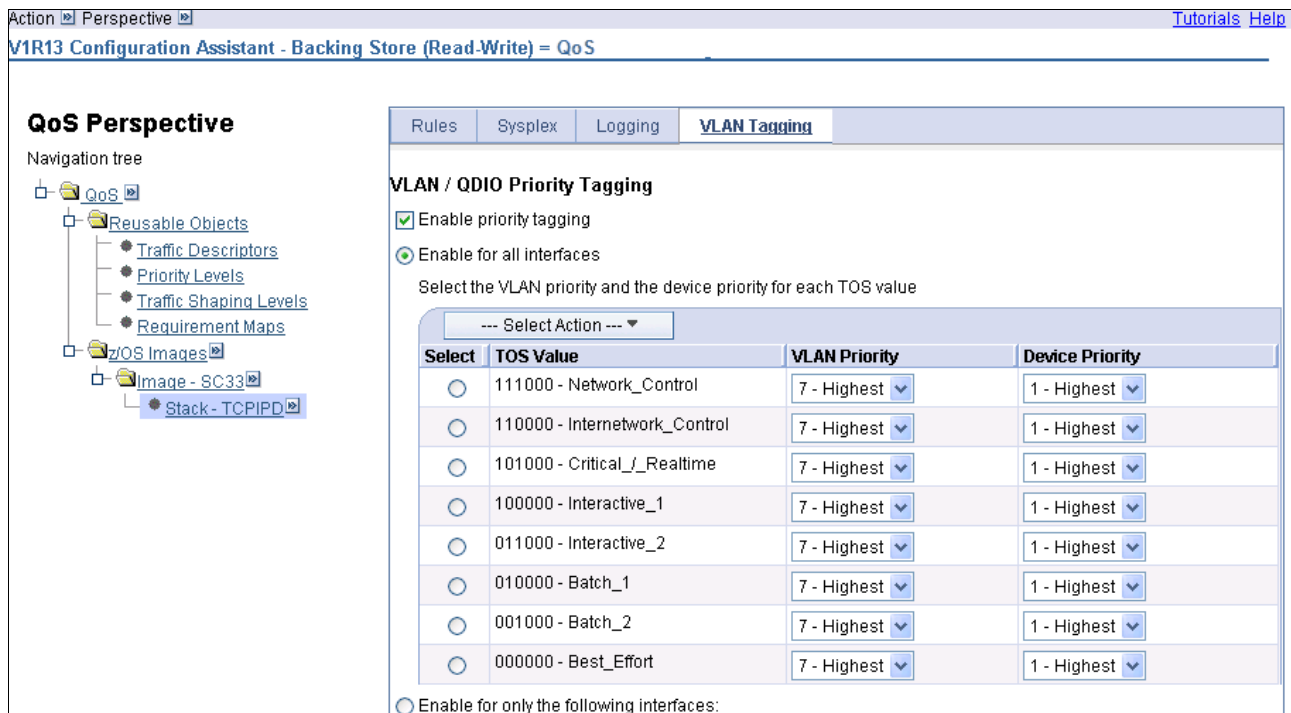 Action Perspective Tutorials Help
V1R13 Configuration Assistant - Backing Store (Read-Write) = QoS
QoS Perspective
Navigation tree
QoS
Reusable Objects
Traffic Descriptors
Priority Levels
Traffic Shaping Levels
Requirement Maps
z/OS Images
Image - SC33
Stack - TCPIPD
Rules Sysplex Logging VLAN Tagging
VLAN / QDIO Priority Tagging
Enable priority tagging
Enable for all interfaces
Select the VLAN priority and the device priority for each TOS value
--- Select Action ---
Select TOS Value VLAN Priority Device Priority
111000 - Network_Control 7 - Highest 1 - Highest
110000 - Internetwork_Control 7 - Highest 1 - Highest
101000 - Critical_/_Realtime 7 - Highest 1 - Highest
100000 - Interactive_1 7 - Highest 1 - Highest
011000 - Interactive_2 7 - Highest 1 - Highest
010000 - Batch_1 7 - Highest 1 - Highest
001000 - Batch_2 7 - Highest 1 - Highest
000000 - Best_Effort 7 - Highest 1 - Highest
Enable for only the following interfaces: